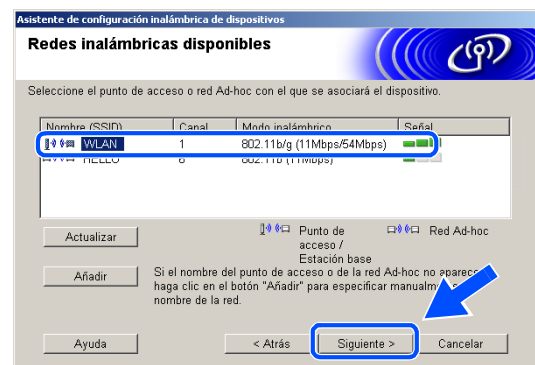 Asistente de configuración inalámbrica de dispositivos
Redes inalámbricas disponibles
Seleccione el punto de acceso o red Ad-hoc con el que se asociará el dispositivo.
Nombre (SSID) Canal Modo inalámbrico Señal
WLAN 1 802.11b/g (11Mbps/54Mbps)
HELLO 6 802.11b (11Mbps)
Actualizar
Punto de acceso / Estación base
Red Ad-hoc
Añadir
Si el nombre del punto de acceso o de la red Ad-hoc no aparece
haga clic en el botón "Añadir" para especificar
nombre de la red.
Ayuda < Atrás Siguiente > Cancelar